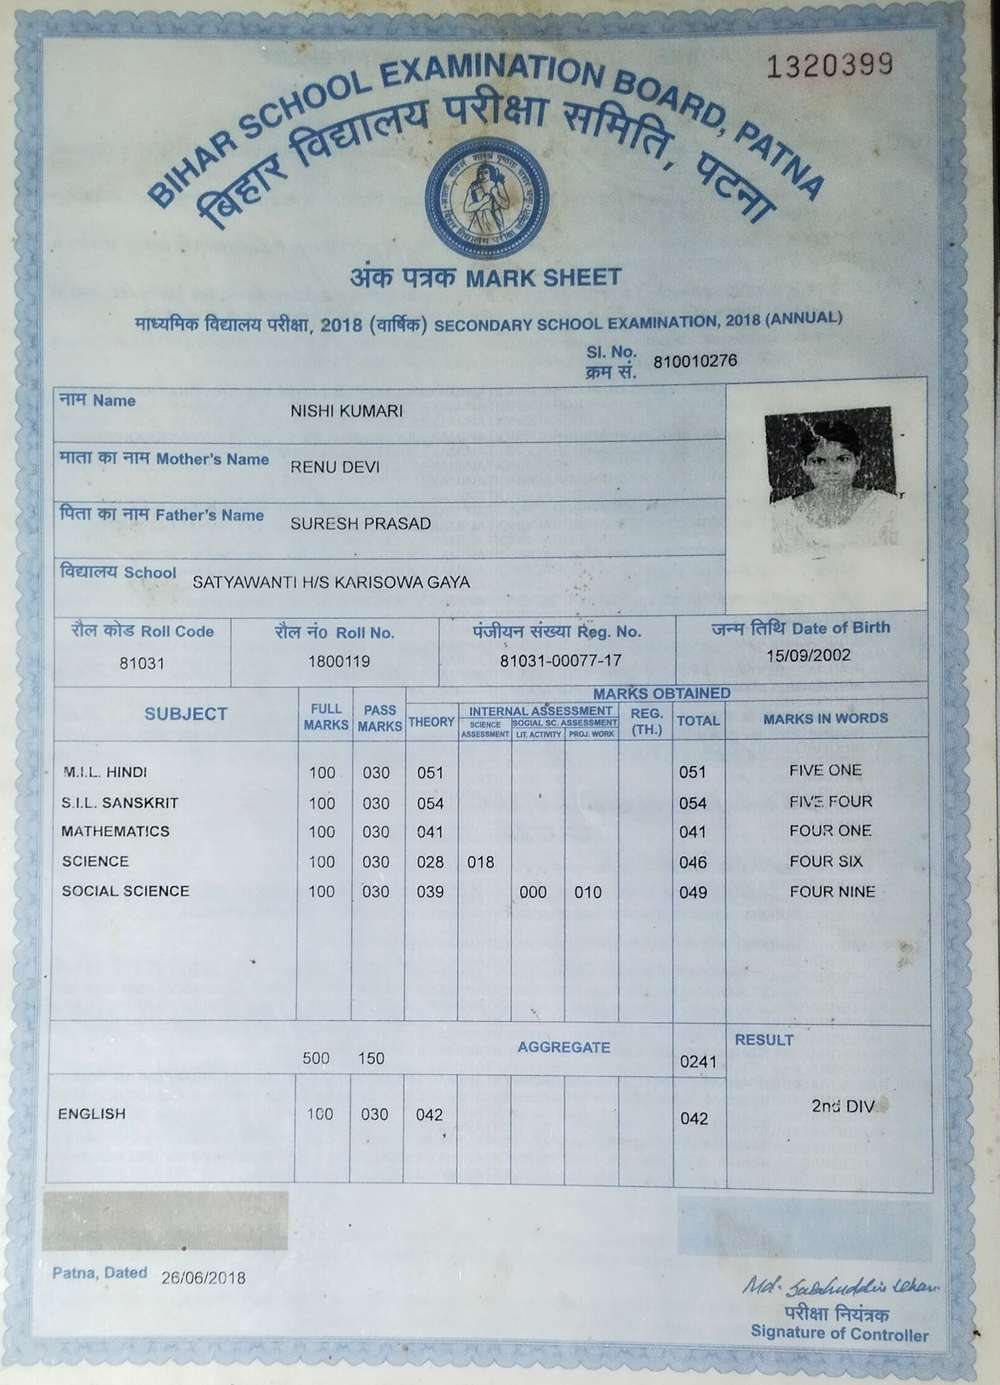 1320399
BIHAR SCHOOL EXAMINATION BOARD, PATNA
बिहार विद्यालय परीक्षा समिति, पटना
अंक पत्रक MARK SHEET
माध्यमिक विद्यालय परीक्षा, 2018 (वार्षिक) SECONDARY SCHOOL EXAMINATION, 2018 (ANNUAL)
Sl. No.
क्रम सं. 810010276
नाम Name NISHI KUMARI
माता का नाम Mother's Name RENU DEVI
पिता का नाम Father's Name SURESH PRASAD
विद्यालय School SATYAWANTI H/S KARISOWA GAYA
रौल कोड Roll Code रौल नं0 Roll No. पंजीयन संख्या Reg. No. जन्म तिथि Date of Birth
81031 1800119 81031-00077-17 15/09/2002
MARKS OBTAINED
SUBJECT FULL MARKS PASS MARKS THEORY INTERNAL ASSESSMENT REG. (TH.) TOTAL MARKS IN WORDS
SCIENCE ASSESSMENT SOCIAL SC. ASSESSMENT
LIT. ACTIVITY PROJ. WORK
M.I.L. HINDI 100 030 051 051 FIVE ONE
S.I.L. SANSKRIT 100 030 054 054 FIVE FOUR
MATHEMATICS 100 030 041 041 FOUR ONE
SCIENCE 100 030 028 018 046 FOUR SIX
SOCIAL SCIENCE 100 030 039 000 010 049 FOUR NINE
500 150 AGGREGATE 0241 RESULT
2nd DIV
ENGLISH 100 030 042 042
Patna, Dated 26/06/2018
परीक्षा नियंत्रक
Signature of Controller